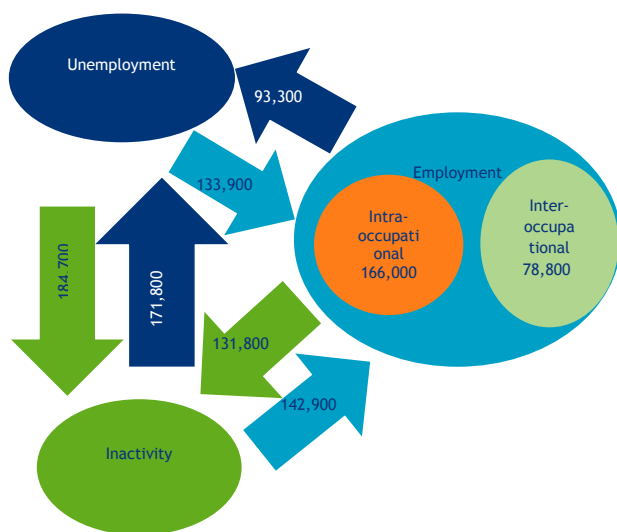 Unemployment
93,300
Employment
133,900
Intra-
occupati
onal
166,000
Inter-
occupa
tional
78,800
184,700
171,800
131,800
142,900
Inactivity